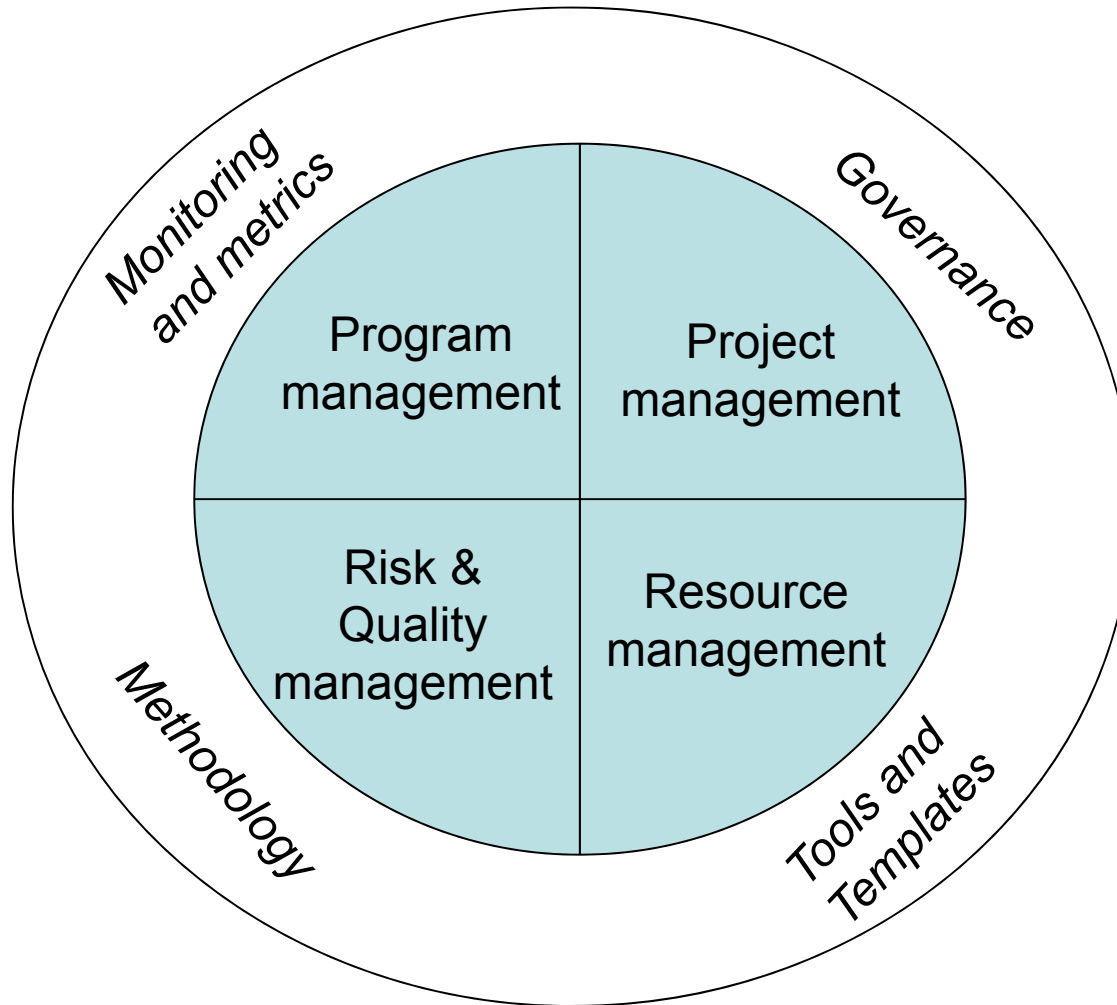 Monitoring
and metrics
Governance
Program
management
Project
management
Risk &
Quality
management
Resource
management
Methodology
Tools and
Templates